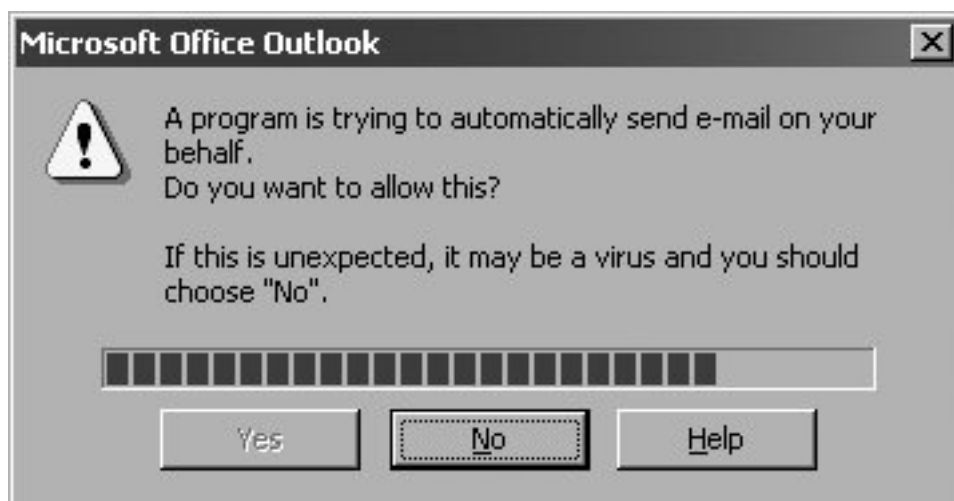 Microsoft Office Outlook
A program is trying to automatically send e-mail on your
behalf.
Do you want to allow this?
If this is unexpected, it may be a virus and you should
choose "No".
Yes
No
Help